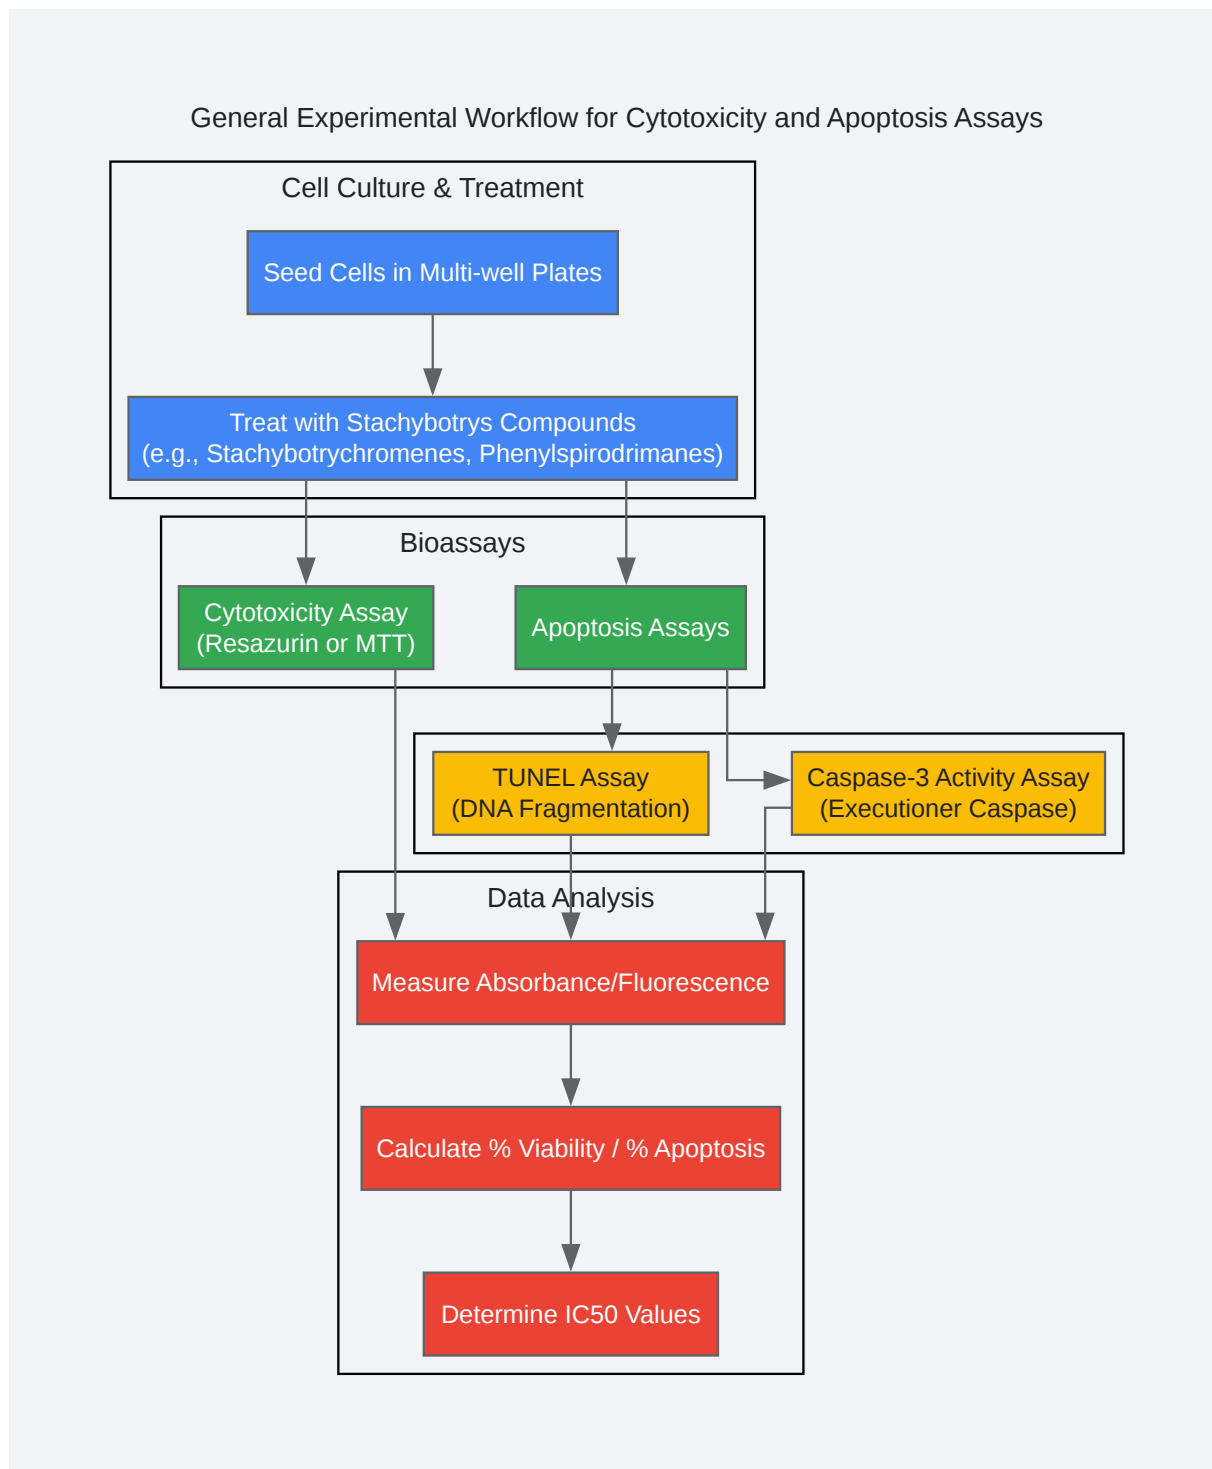 General Experimental Workflow for Cytotoxicity and Apoptosis Assays
Cell Culture & Treatment
Seed Cells in Multi-well Plates
Treat with Stachybotrys Compounds
(e.g., Stachybotrychromenes, Phenylspirodrimanes)
Bioassays
Cytotoxicity Assay
(Resazurin or MTT)
Apoptosis Assays
TUNEL Assay
(DNA Fragmentation)
Caspase-3 Activity Assay
(Executioner Caspase)
Data Analysis
Measure Absorbance/Fluorescence
Calculate % Viability / % Apoptosis
Determine IC50 Values